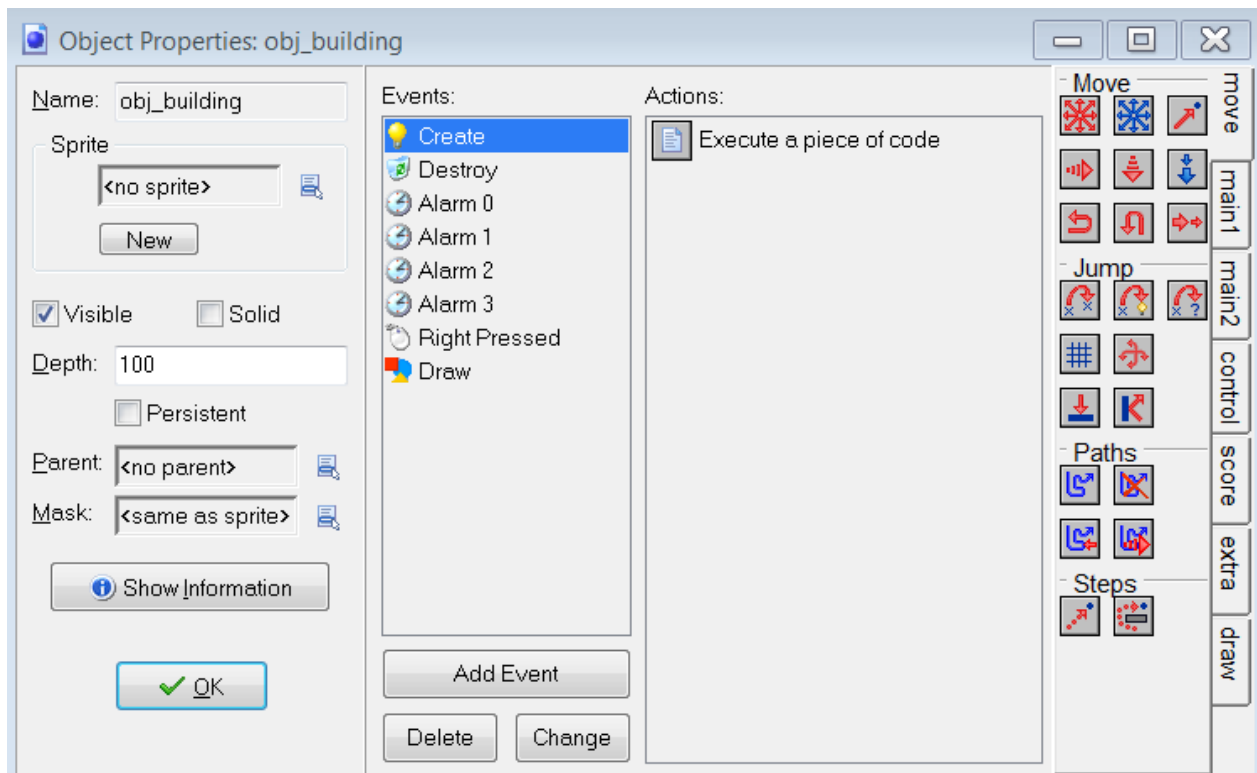 Object Properties: obj_building
Name: obj_building
Sprite
<no sprite>
New
Visible
Solid
Depth: 100
Persistent
Parent: <no parent>
Mask: <same as sprite>
Show Information
OK
Events:
Create
Destroy
Alarm 0
Alarm 1
Alarm 2
Alarm 3
Right Pressed
Draw
Add Event
Delete
Change
Actions:
Execute a piece of code
Move
Jump
Paths
Steps
move
main1
main2
control
score
extra
draw